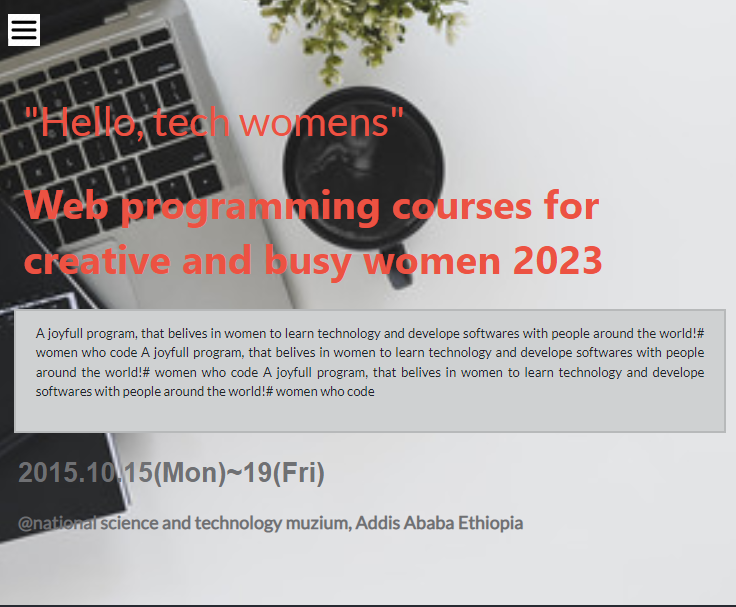 "Hello, tech womens"
Web programming courses for
creative and busy women 2023
A joyfull program, that belives in women to learn technology and develope softwares with people around the world!#
women who code A joyfull program, that belives in women to learn technology and develope softwares with people
around the world!# women who code A joyfull program, that belives in women to learn technology and develope
softwares with people around the world!# women who code
2015.10.15(Mon)~19(Fri)
@national science and technology muzium, Addis Ababa Ethiopia